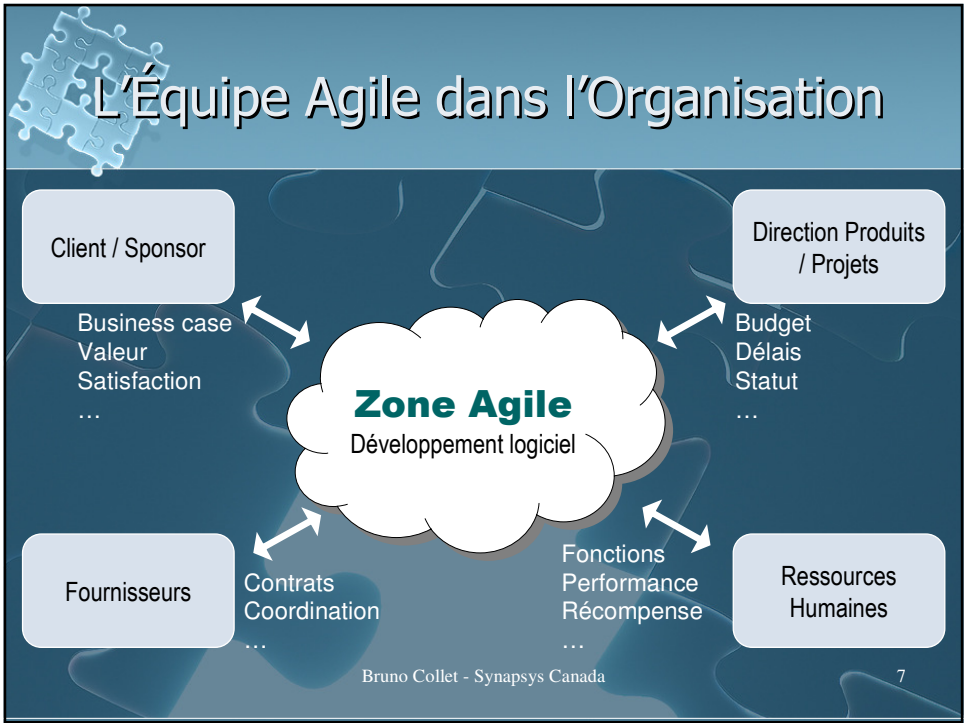 L'Équipe Agile dans l'Organisation
Client / Sponsor
Business case
Valeur
Satisfaction
…
Direction Produits
/ Projets
Budget
Délais
Statut
…
Zone Agile
Développement logiciel
Fournisseurs
Contrats
Coordination
…
Fonctions
Performance
Récompense
…
Ressources
Humaines
Bruno Collet - Synapsys Canada
7